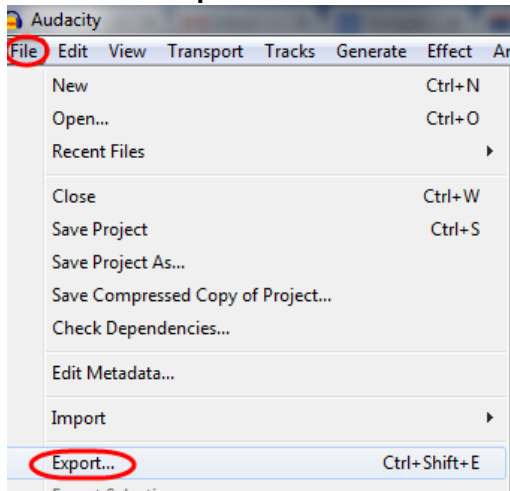 Audacity
File Edit View Transport Tracks Generate Effect
New Ctrl+N
Open... Ctrl+O
Recent Files
Close Ctrl+W
Save Project Ctrl+S
Save Project As...
Save Compressed Copy of Project...
Check Dependencies...
Edit Metadata...
Import
Export... Ctrl+Shift+E